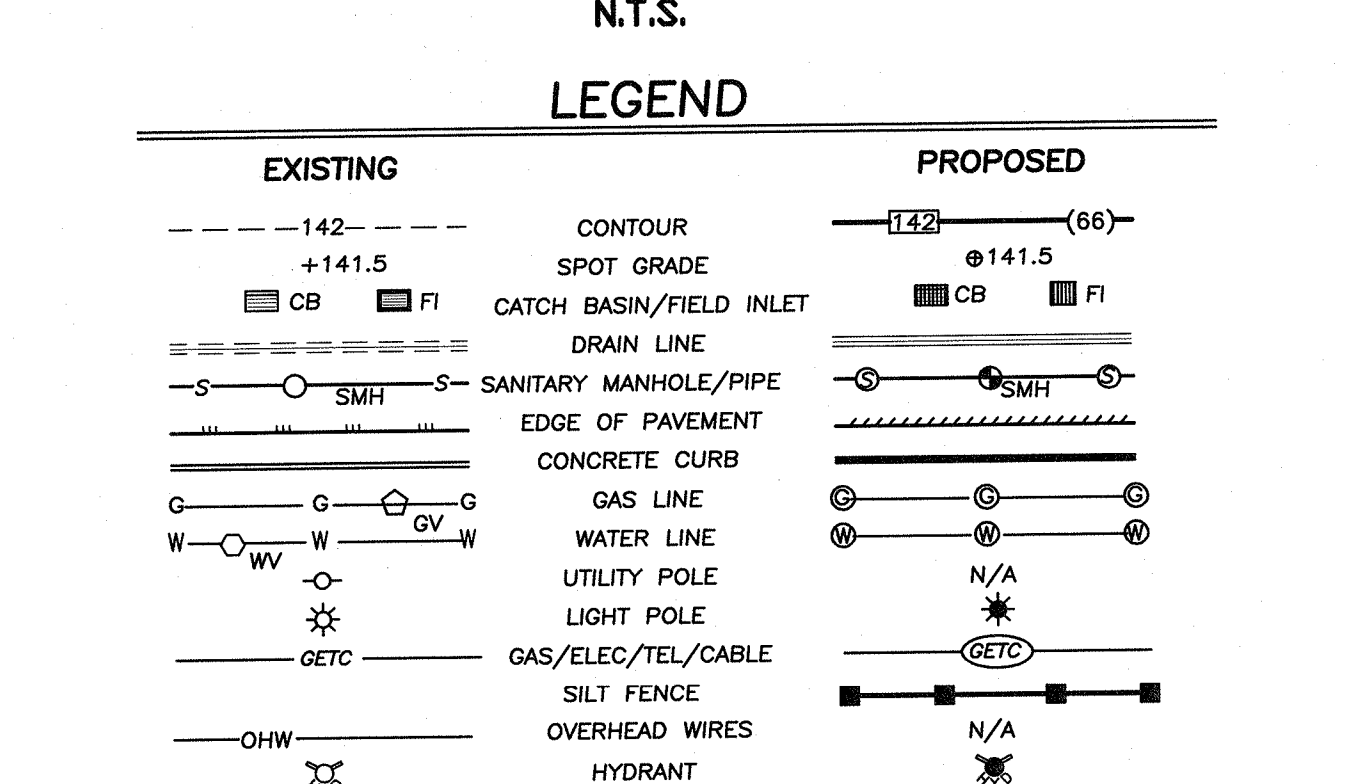 N.T.S.
LEGEND
EXISTING PROPOSED
142 CONTOUR 142 (66)
+141.5 SPOT GRADE ⊕141.5
CB FI CATCH BASIN/FIELD INLET CB FI
DRAIN LINE
S SMH S SANITARY MANHOLE/PIPE S SMH S
EDGE OF PAVEMENT
CONCRETE CURB
G G GV G GAS LINE G G G
W WV W W WATER LINE W W W
UTILITY POLE N/A
LIGHT POLE
GETC GAS/ELEC/TEL/CABLE GETC
SILT FENCE
OHW OVERHEAD WIRES N/A
HYDRANT